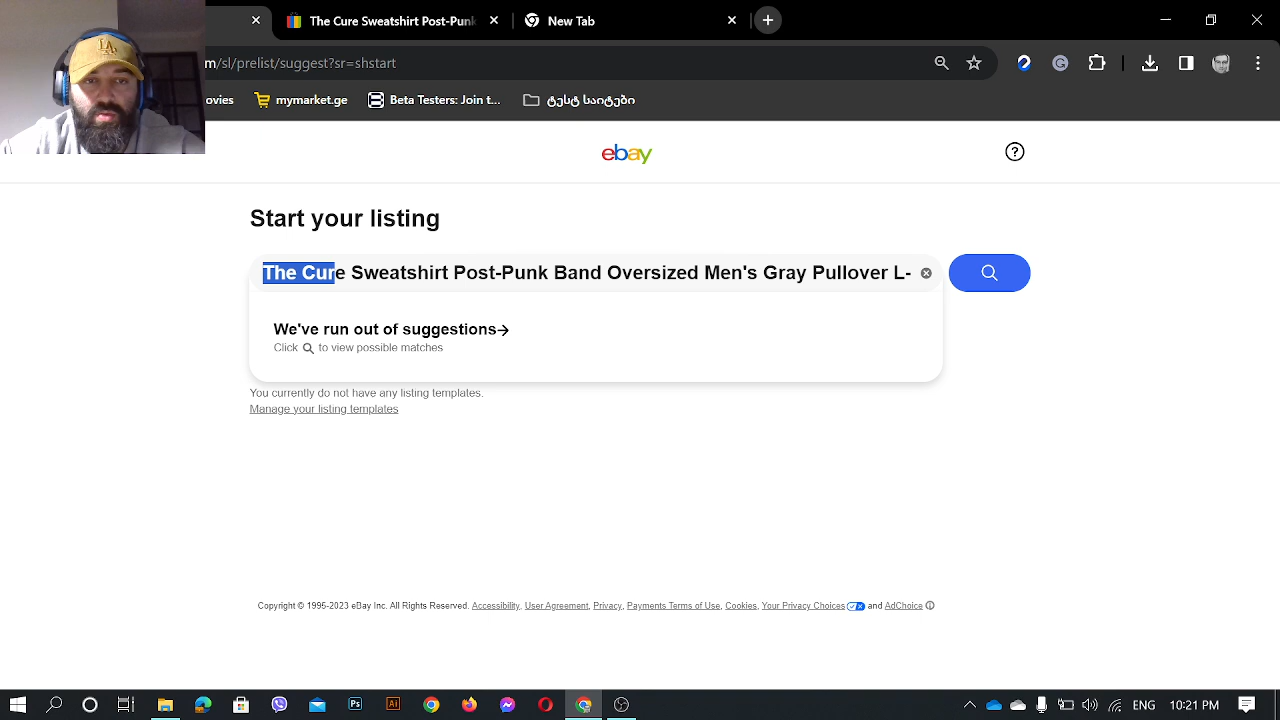 The Cure Sweatshirt Post-Punk
New Tab
m/sl/prelist/suggest?sr=shstart
ovies
mymarket.ge
Beta Testers: Join t...
ტესტ საფნობო
ebay
Start your listing
The Cure Sweatshirt Post-Punk Band Oversized Men's Gray Pullover L-
We've run out of suggestions→
Click to view possible matches
You currently do not have any listing templates.
Manage your listing templates
Copyright © 1995-2023 eBay Inc. All Rights Reserved. Accessibility, User Agreement, Privacy, Payments Terms of Use, Cookies, Your Privacy Choices and AdChoice
ENG
10:21 PM